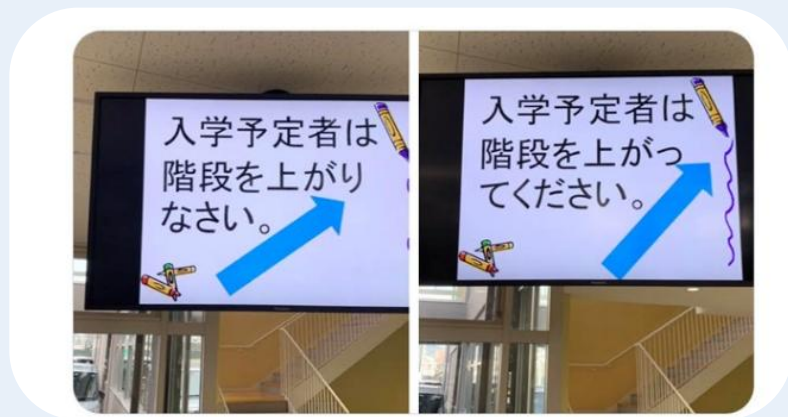 入学予定者は
階段を上がり
なさい。
入学予定者は
階段を上がっ
てください。